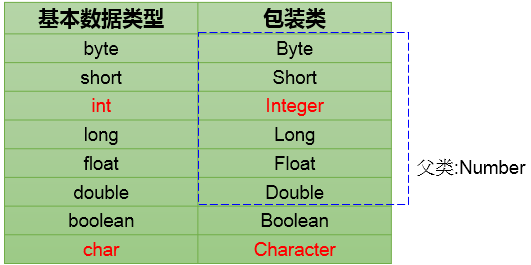 基本数据类型 包装类
byte Byte
short Short
int Integer
long Long
float Float
父类:Number
double Double
boolean Boolean
char Character